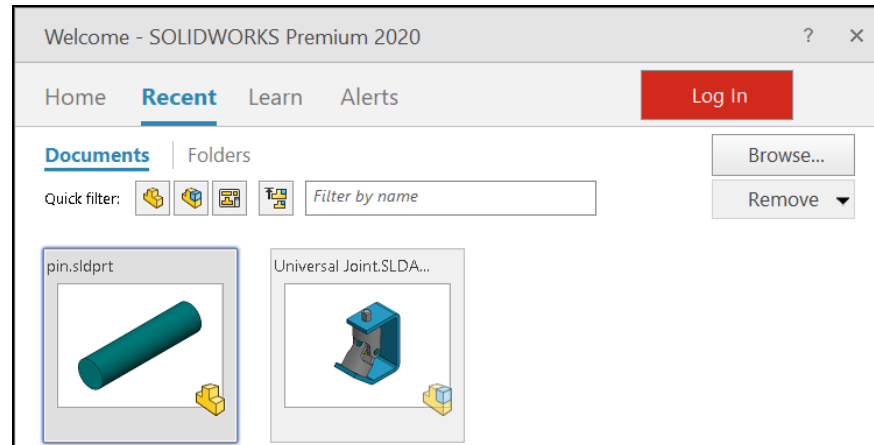 Welcome - SOLIDWORKS Premium 2020 ?
Home Recent Learn Alerts Log In
Documents Folders Browse...
Quick filter: Filter by name Remove
pin.sldprt Universal Joint.SLDA...